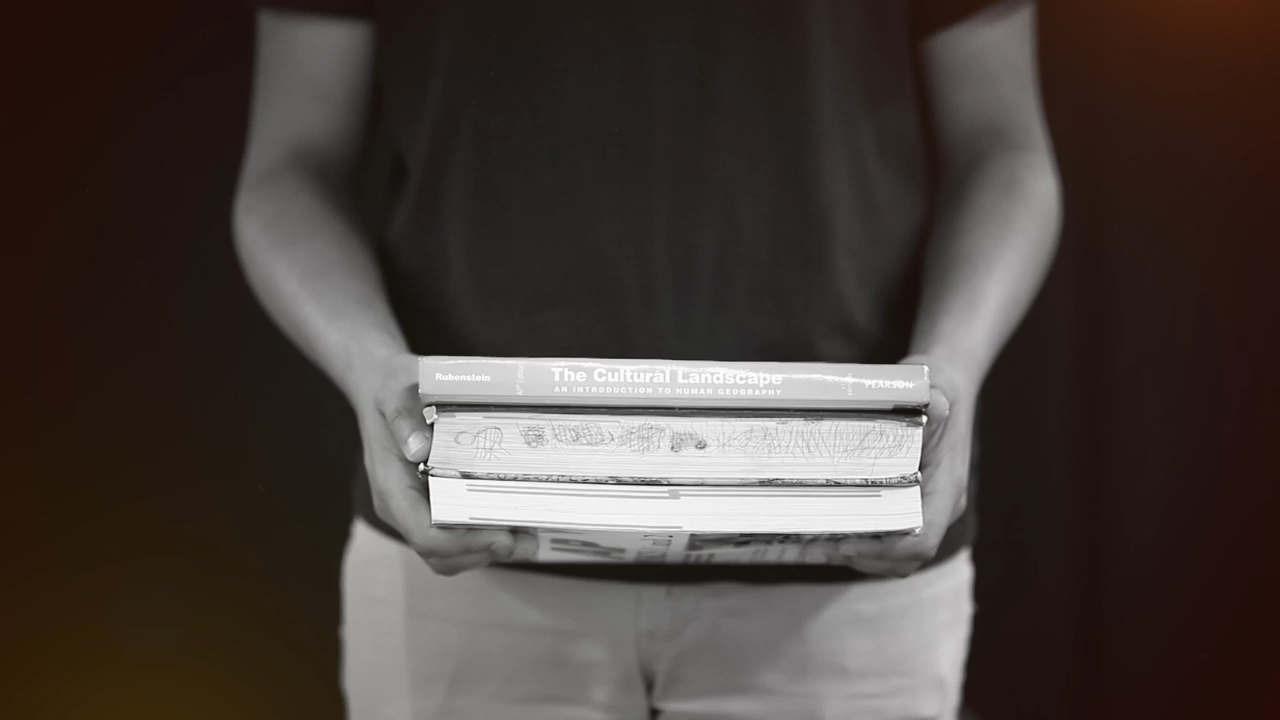 Rubenstein
The Cultural Landscape
AN INTRODUCTION TO HUMAN GEOGRAPHY
PEARSON